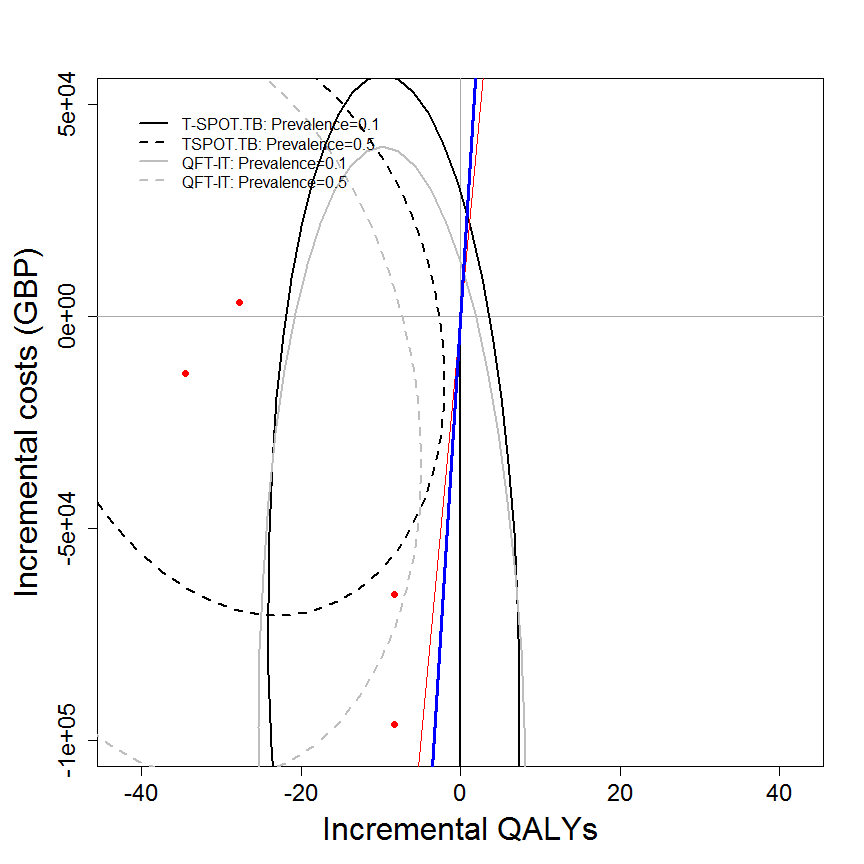 T-SPOT.TB: Prevalence=0.1
TSPOT.TB: Prevalence=0.5
QFT-IT: Prevalence=0.1
QFT-IT: Prevalence=0.5
5e+04
0e+00
-5e+04
-1e+05
Incremental costs (GBP)
-40
-20
0
20
40
Incremental QALYs